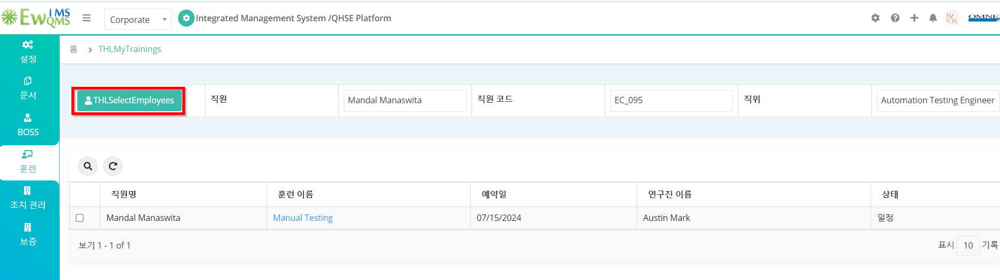 EwQMS IMS
Corporate
Integrated Management System /QHSE Platform
OMNE
설정
문서
BOSS
훈련
조치 관리
보증
홈 > THLMyTrainings
THLSelectEmployees 직원 Mandal Manaswita 직원 코드 EC_095 직위 Automation Testing Engineer
직원명 훈련 이름 예약일 연구진 이름 상태
Mandal Manaswita Manual Testing 07/15/2024 Austin Mark 일정
보기 1 - 1 of 1
표시 10 기록